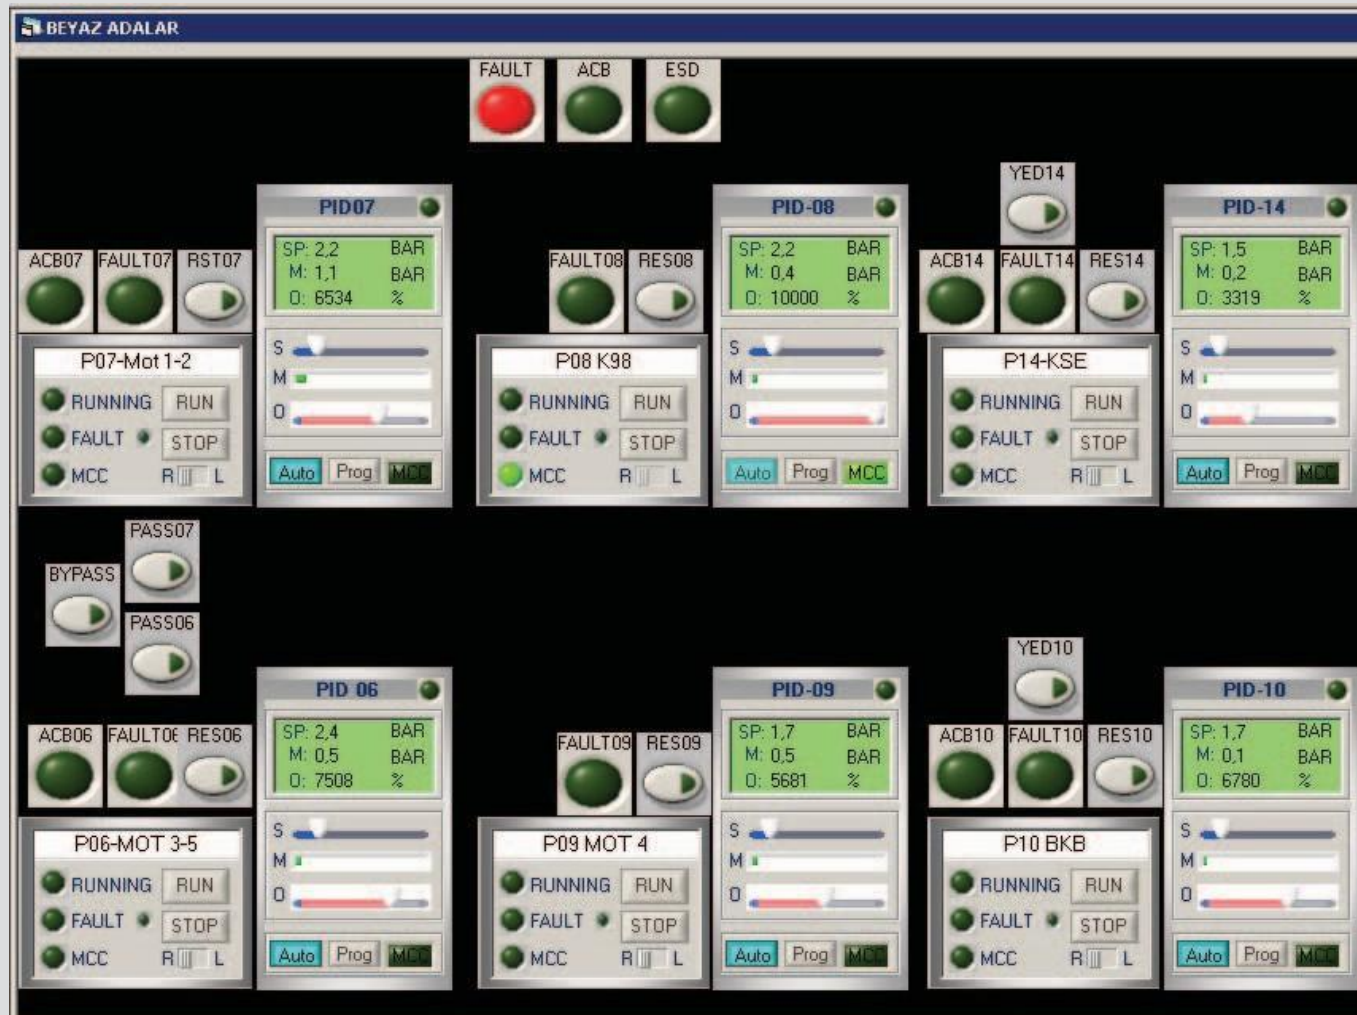 BEYAZ ADALAR
FAULT ACB ESD
YED14
PID07 PID-08 PID-14
ACB07 FAULT07 RST07 SP: 2,2 BAR FAULT08 RES08 SP: 2,2 BAR ACB14 FAULT14 RES14 SP: 1,5 BAR
M: 1,1 BAR M: 0,4 BAR M: 0,2 BAR
O: 6534 % O: 10000 % O: 3319 %
P07-Mot 1-2 S P08 K98 S P14-KSE S
M M M
RUNNING RUN O RUNNING RUN O RUNNING RUN O
FAULT STOP FAULT STOP FAULT STOP
MCC R L Auto Prog MCC MCC R L Auto Prog MCC MCC R L Auto Prog MCC
PASS07
BYPASS
PASS06
YED10
PID 06 PID-09 PID-10
ACB06 FAULT06 RES06 SP: 2,4 BAR FAULT09 RES09 SP: 1,7 BAR ACB10 FAULT10 RES10 SP: 1,7 BAR
M: 0,5 BAR M: 0,5 BAR M: 0,1 BAR
O: 7508 % O: 5681 % O: 6780 %
P06-MOT 3-5 S P09 MOT 4 S P10 BKB S
M M M
RUNNING RUN O RUNNING RUN O RUNNING RUN O
FAULT STOP FAULT STOP FAULT STOP
MCC R L Auto Prog MCC MCC R L Auto Prog MCC MCC R L Auto Prog MCC